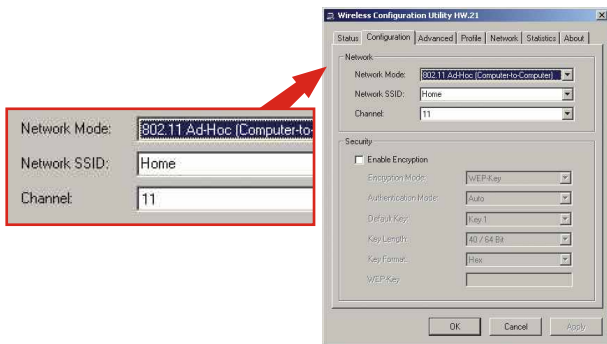 Wireless Configuration Utility HW.21
Status Configuration Advanced Profile Network Statistics About
Network
Network Mode: 802.11 Ad-Hoc (Computer-to-Computer)
Network SSID: Home
Channel: 11
Security
Enable Encryption
Encryption Mode: WEP-Key
Authentication Mode: Auto
Default Key: Key 1
Key Length: 40 / 64 Bit
Key Format: Hex
WEP-Key
OK Cancel Apply
Network Mode: 802.11 Ad-Hoc (Computer-to-
Network SSID: Home
Channel: 11